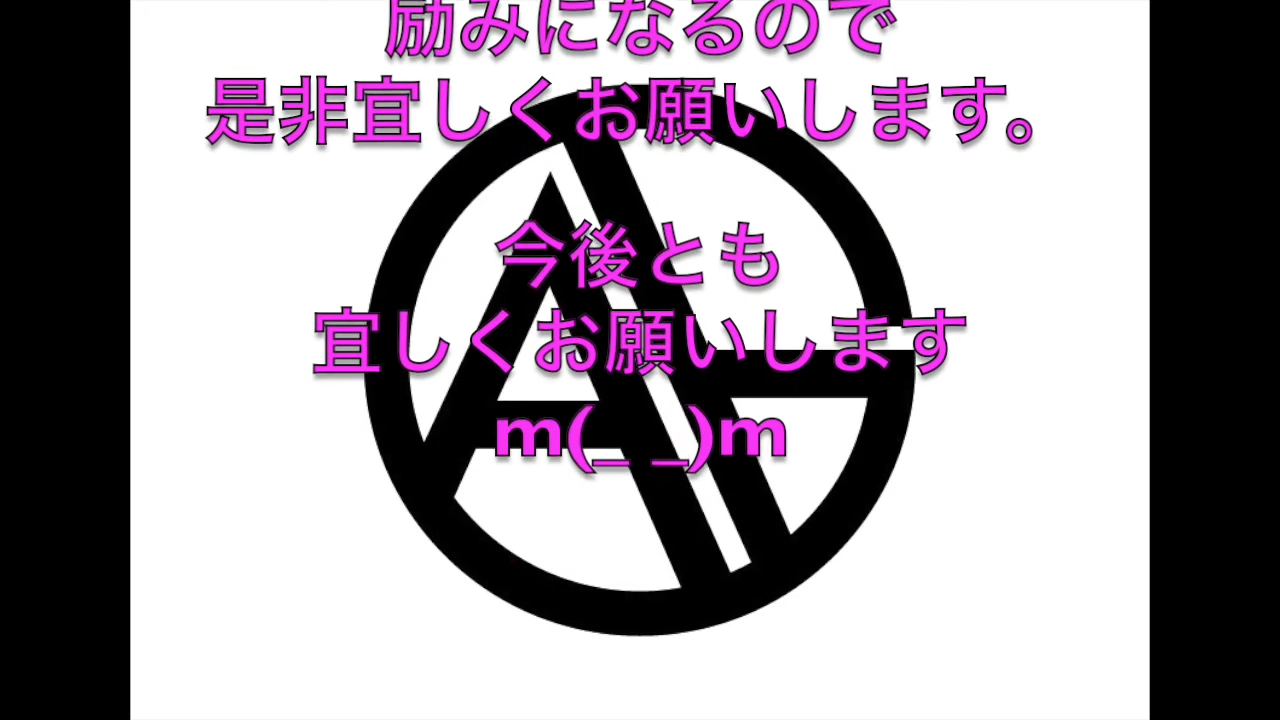 励みになるので
是非宜しくお願いします。
今後とも
宜しくお願いします
m(_ _)m